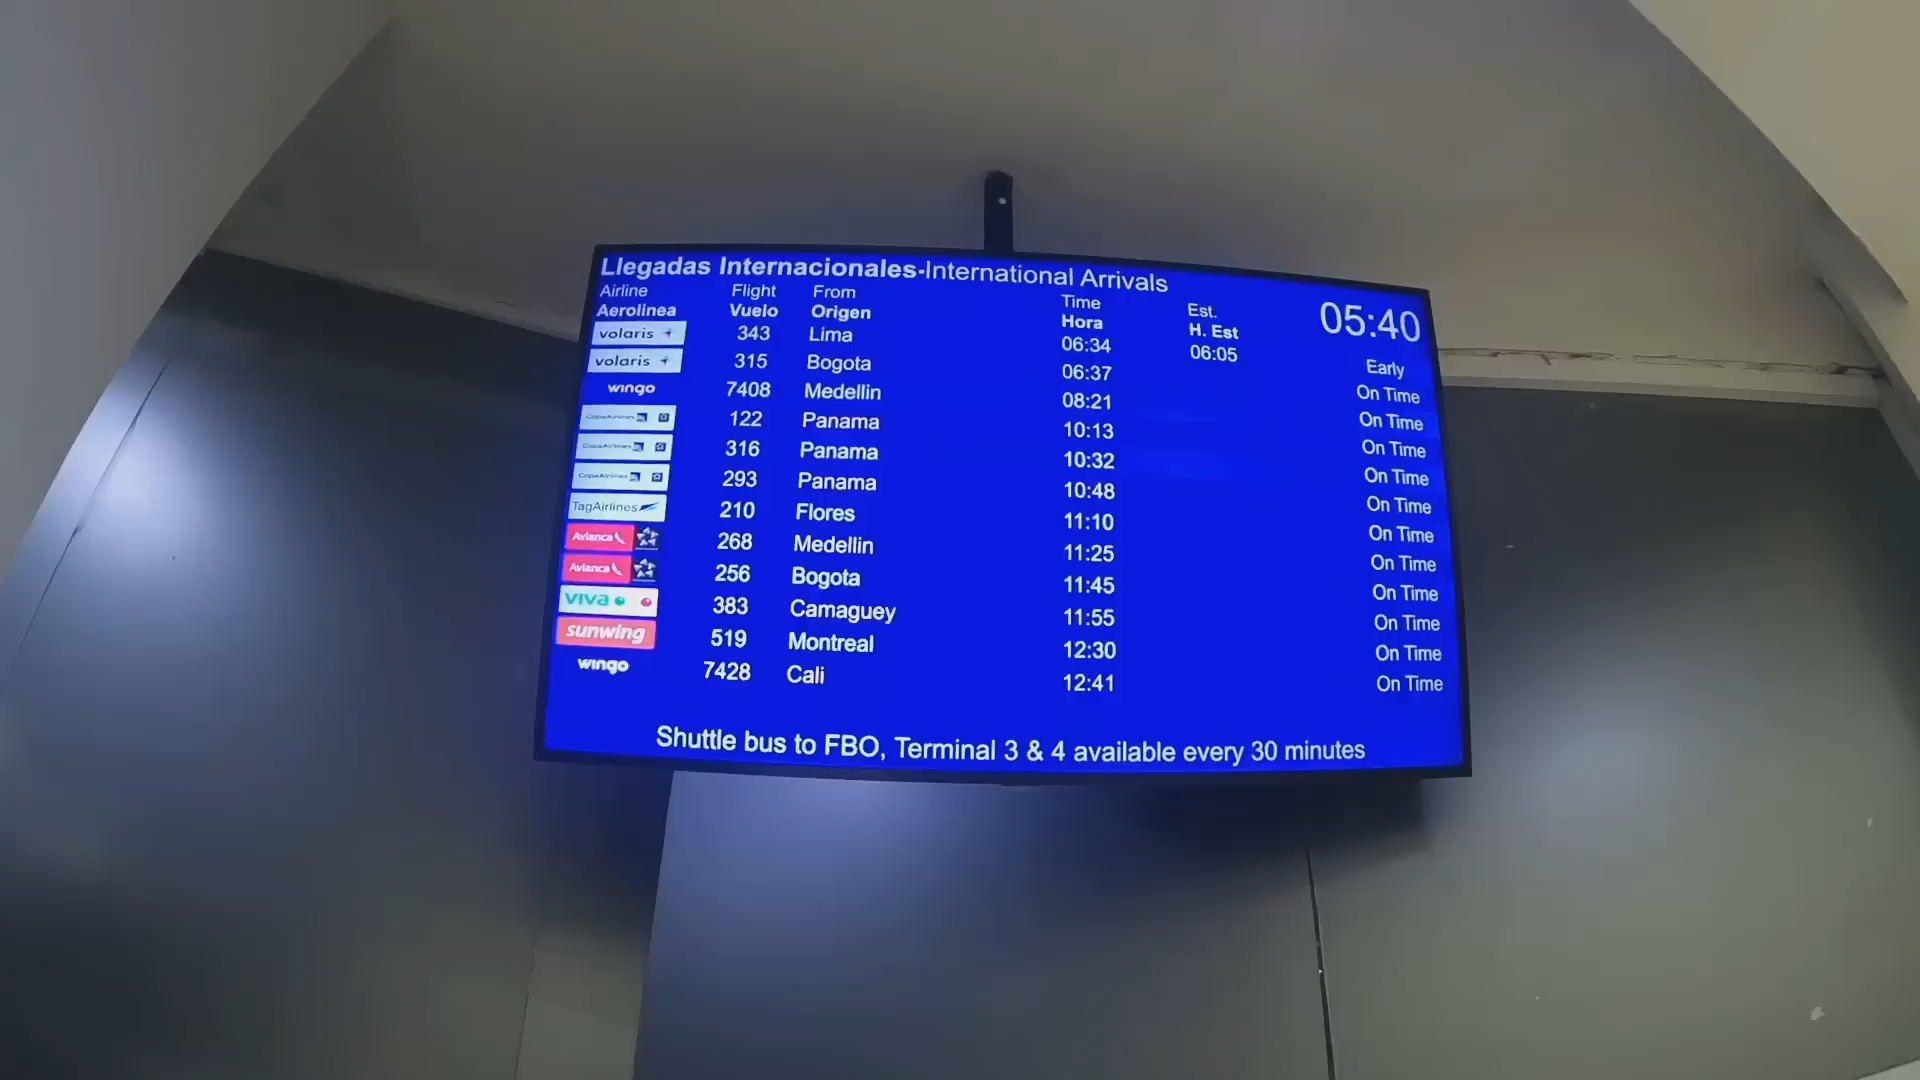 Llegadas Internacionales-International Arrivals
05:40
Airline Flight From Time Est.
Aerolinea Vuelo Origen Hora H. Est
volaris 343 Lima 06:34 06:05 Early
volaris 315 Bogota 06:37 On Time
wingo 7408 Medellin 08:21 On Time
CopaAirlines 122 Panama 10:13 On Time
CopaAirlines 316 Panama 10:32 On Time
CopaAirlines 293 Panama 10:48 On Time
TagAirlines 210 Flores 11:10 On Time
Avianca 268 Medellin 11:25 On Time
Avianca 256 Bogota 11:45 On Time
viva 383 Camaguey 11:55 On Time
sunwing 519 Montreal 12:30 On Time
wingo 7428 Cali 12:41 On Time
Shuttle bus to FBO, Terminal 3 & 4 available every 30 minutes